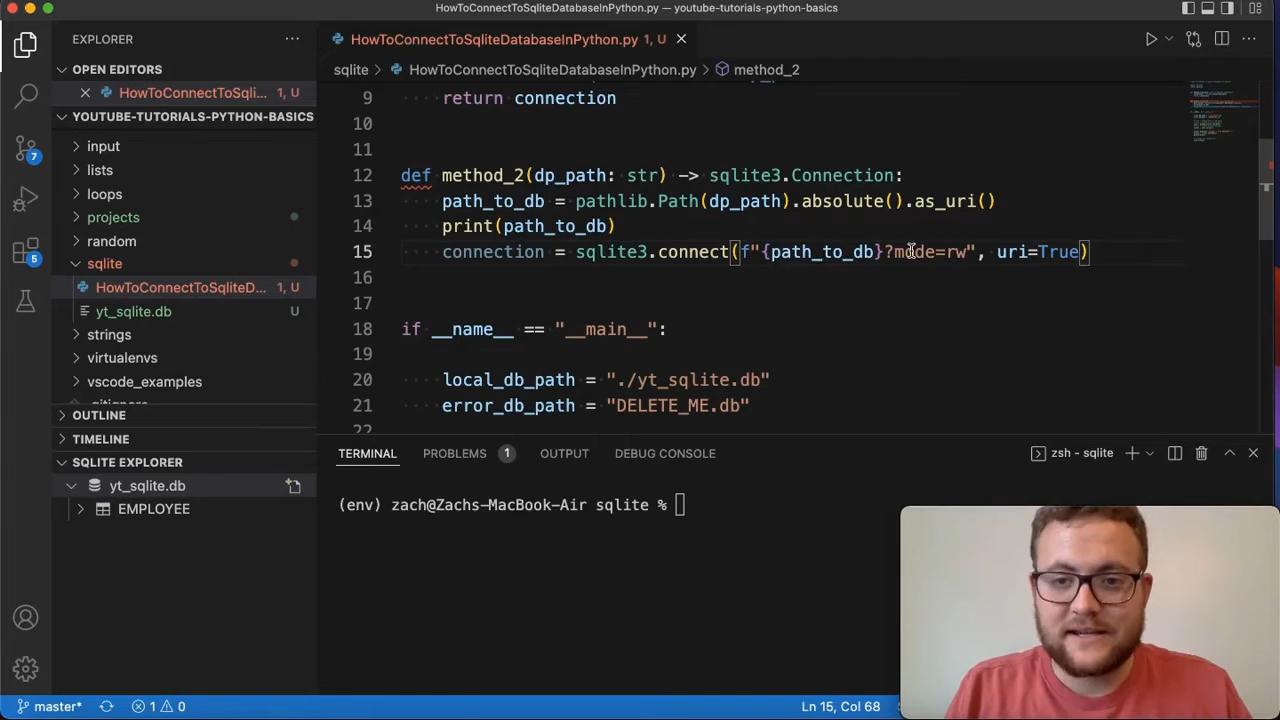 HowToConnectToSqliteDatabaseInPython.py — youtube-tutorials-python-basics
EXPLORER
HowToConnectToSqliteDatabaseInPython.py 1, U
OPEN EDITORS
sqlite > HowToConnectToSqliteDatabaseInPython.py > method_2
HowToConnectToSqli... 1, U
YOUTUBE-TUTORIALS-PYTHON-BASICS
input
lists
loops
projects
random
sqlite
HowToConnectToSqliteD... U
yt_sqlite.db U
strings
virtualenvs
vscode_examples
OUTLINE
TIMELINE
SQLITE EXPLORER
yt_sqlite.db
EMPLOYEE
7
5
9 return connection
10
11
12 def method_2(dp_path: str) -> sqlite3.Connection:
13 path_to_db = pathlib.Path(dp_path).absolute().as_uri()
14 print(path_to_db)
15 connection = sqlite3.connect(f"{path_to_db}?mode=rw", uri=True)
16
17
18 if __name__ == "__main__":
19
20 local_db_path = "./yt_sqlite.db"
21 error_db_path = "DELETE_ME.db"
22
TERMINAL PROBLEMS 1 OUTPUT DEBUG CONSOLE zsh - sqlite
(env) zach@Zachs-MacBook-Air sqlite %
master* 1 0 Ln 15, Col 68